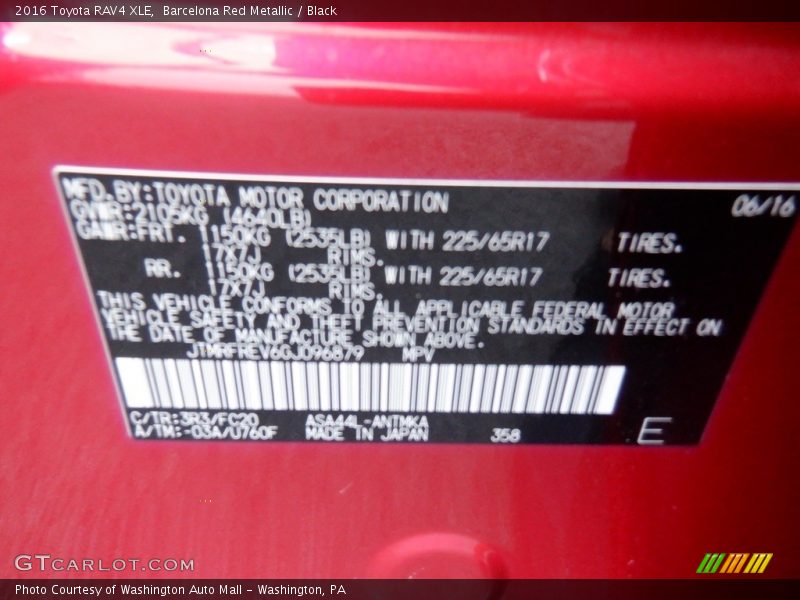 2016 Toyota RAV4 XLE, Barcelona Red Metallic / Black
MFD.BY:TOYOTA MOTOR CORPORATION 06/16
GVWR:2105KG (4640LB)
GAWR:FRT. 1150KG (2535LB) WITH 225/65R17 TIRES.
17X7J RIMS.
RR. 1150KG (2535LB) WITH 225/65R17 TIRES.
17X7J RIMS.
THIS VEHICLE CONFORMS TO ALL APPLICABLE FEDERAL MOTOR
VEHICLE SAFETY AND THEFT PREVENTION STANDARDS IN EFFECT ON
THE DATE OF MANUFACTURE SHOWN ABOVE.
JTMRFREV6GJ096879 MPV
C/TR:3R3/FC20 ASA44L-ANTMKA
A/TM:-03A/U760F MADE IN JAPAN 358 E
GTCARLOT.COM
Photo Courtesy of Washington Auto Mall - Washington, PA